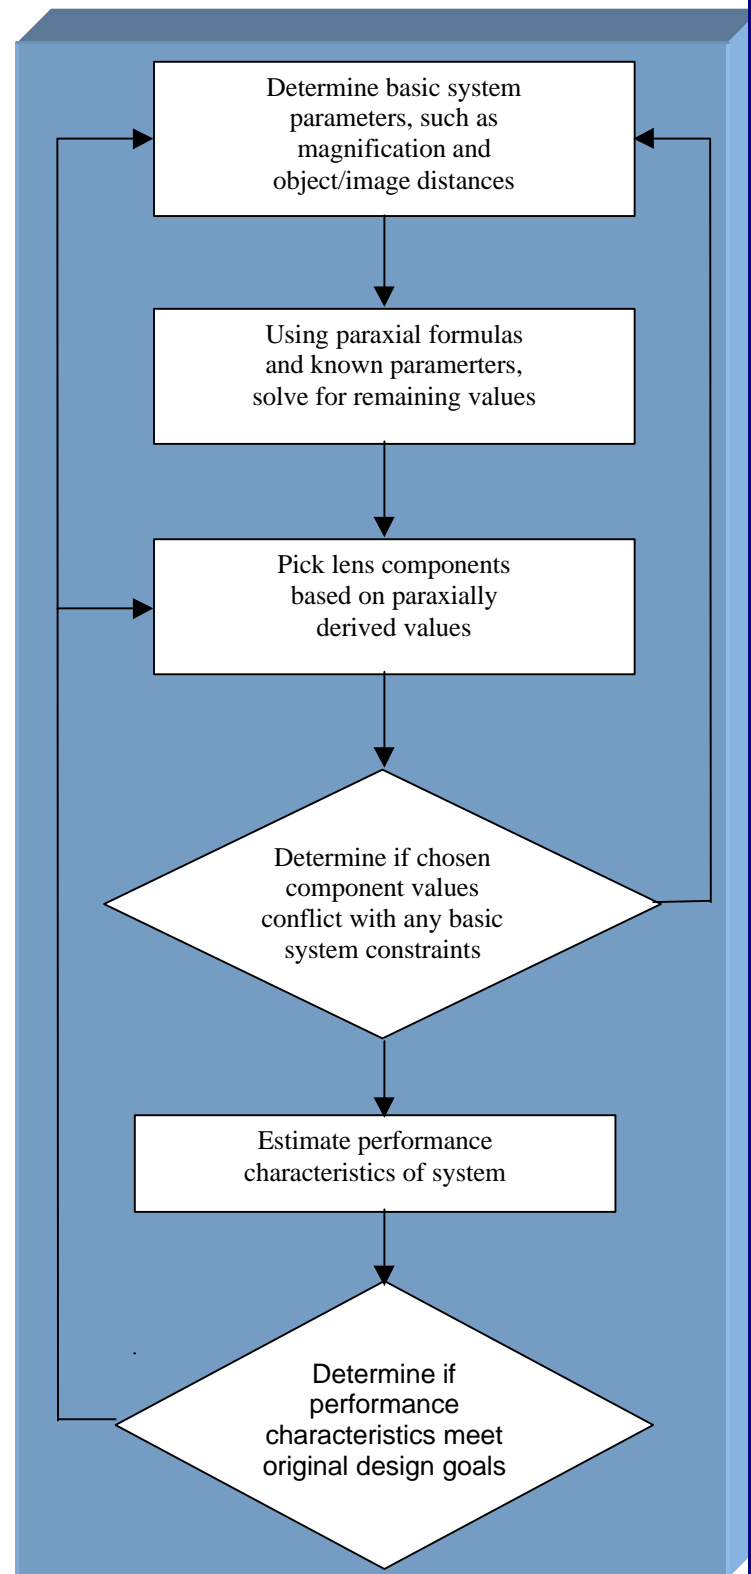 Determine basic system
parameters, such as
magnification and
object/image distances
Using paraxial formulas
and known paramerters,
solve for remaining values
Pick lens components
based on paraxially
derived values
Determine if chosen
component values
conflict with any basic
system constraints
Estimate performance
characteristics of system
Determine if
performance
characteristics meet
original design goals